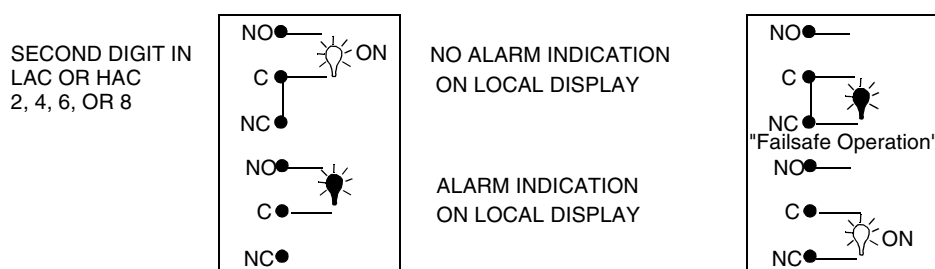 SECOND DIGIT IN
LAC OR HAC
2, 4, 6, OR 8
NO
ON
C
NC
NO ALARM INDICATION
ON LOCAL DISPLAY
NO
C
NC
"Failsafe Operation"
NO
C
NC
ALARM INDICATION
ON LOCAL DISPLAY
NO
C
ON
NC